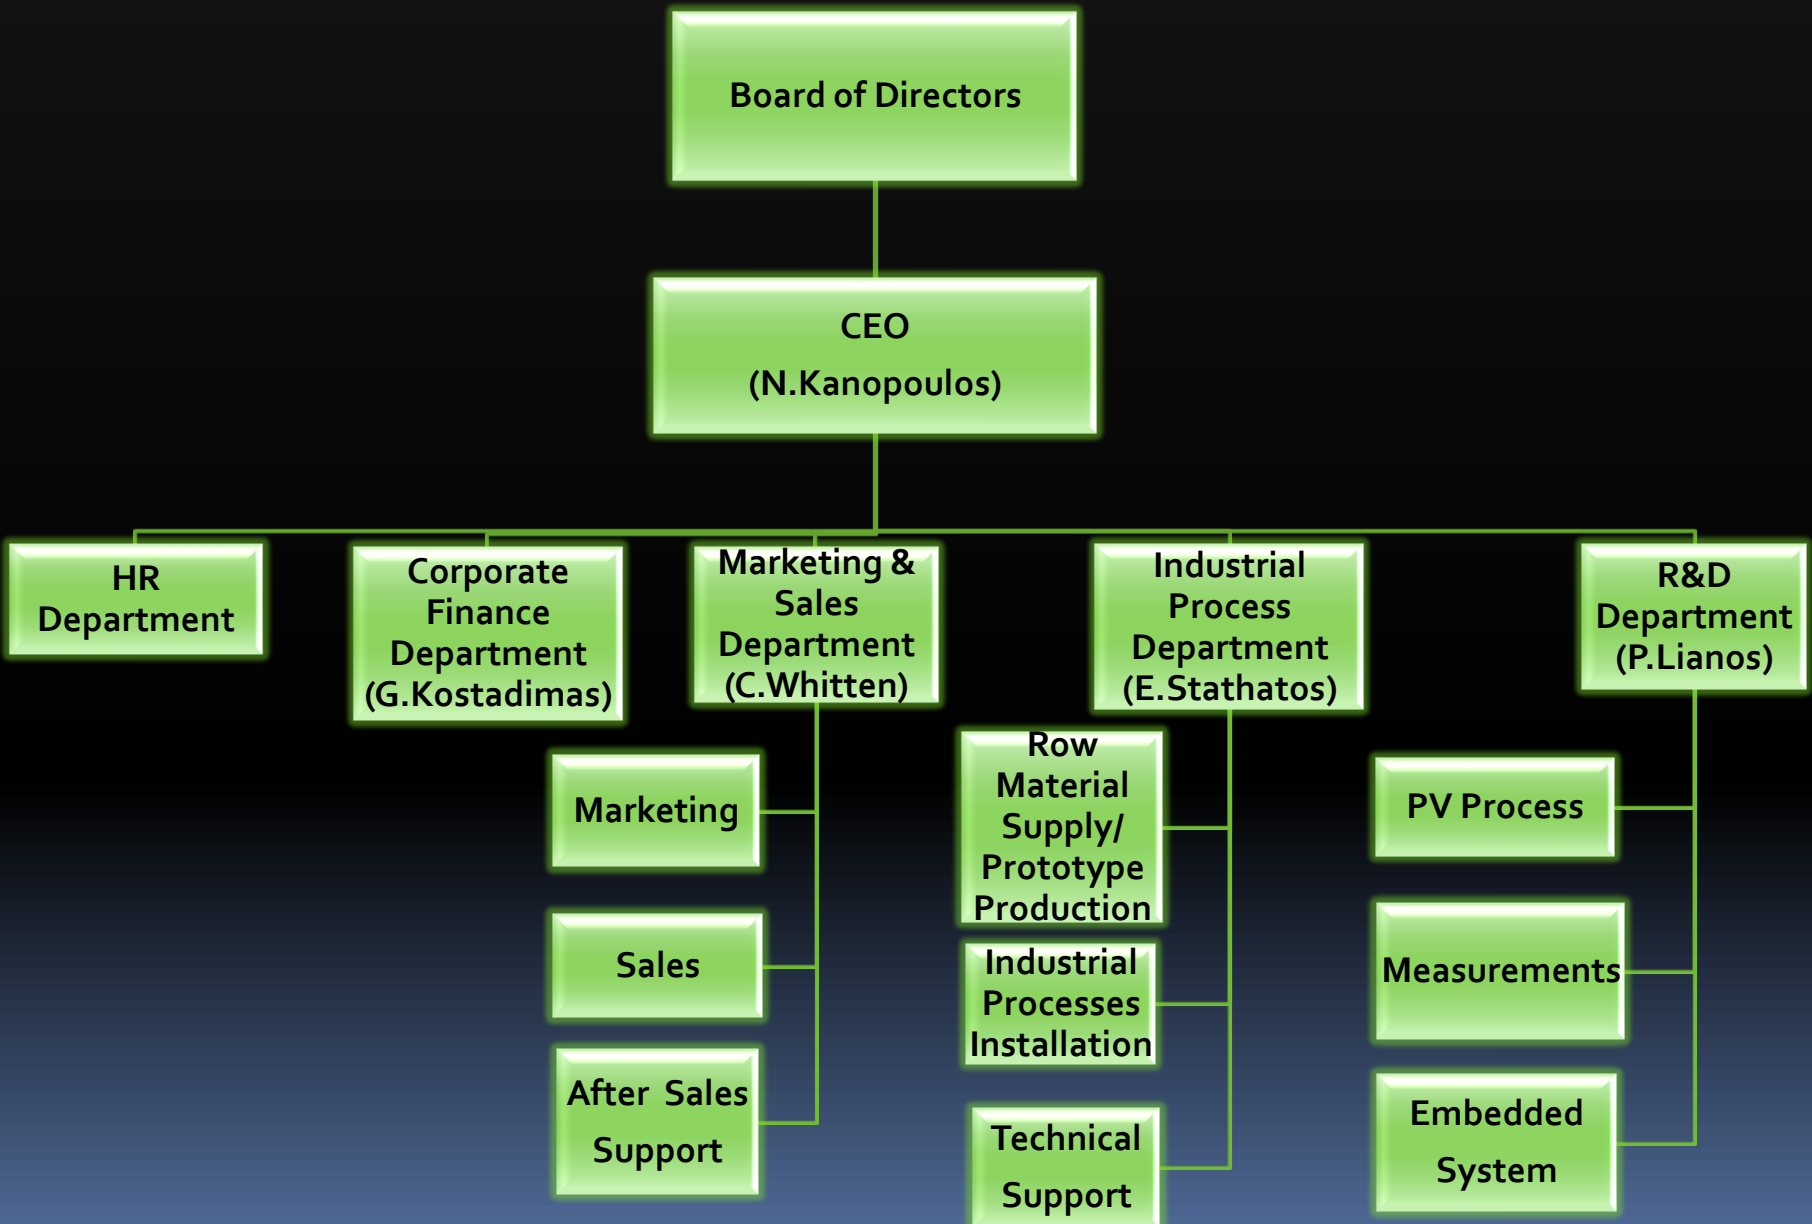 Board of Directors
CEO
(N.Kanopoulos)
HR
Department
Corporate
Finance
Department
(G.Kostadimas)
Marketing &
Sales
Department
(C.Whitten)
Industrial
Process
Department
(E.Stathatos)
R&D
Department
(P.Lianos)
Marketing
Sales
After Sales
Support
Row
Material
Supply/
Prototype
Production
Industrial
Processes
Installation
Technical
Support
PV Process
Measurements
Embedded
System